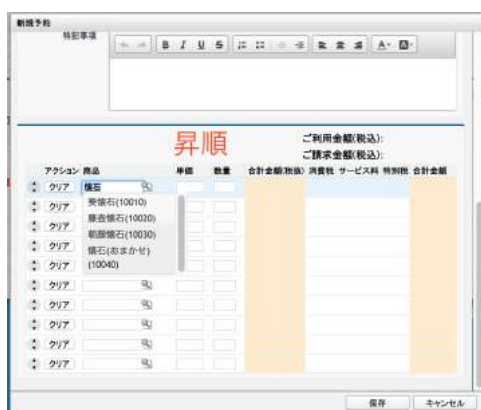 新規予約
特記事項
B I U S A A
昇順
ご利用金額(税込):
ご請求金額(税込):
アクション 商品 単価 数量 合計金額(税抜) 消費税 サービス料 特別税 合計金額
クリア 懐石
葵懐石(10010)
クリア
藤壺懐石(10020)
クリア
朝顔懐石(10030)
クリア
懐石(おまかせ)
(10040)
クリア
クリア
クリア
クリア
クリア
クリア
保存 キャンセル